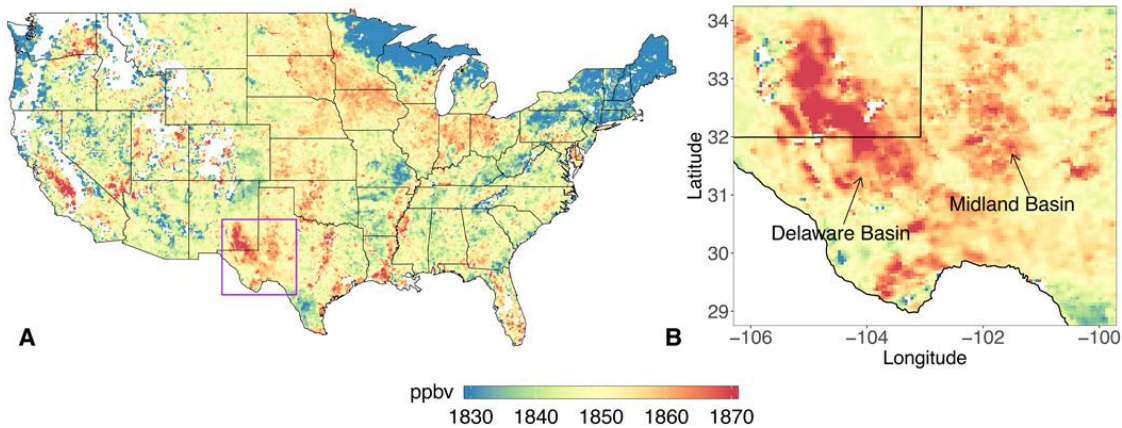 A
B
Latitude
34
33
32
31
30
29
Midland Basin
Delaware Basin
−106
−104
−102
−100
Longitude
ppbv
1830 1840 1850 1860 1870